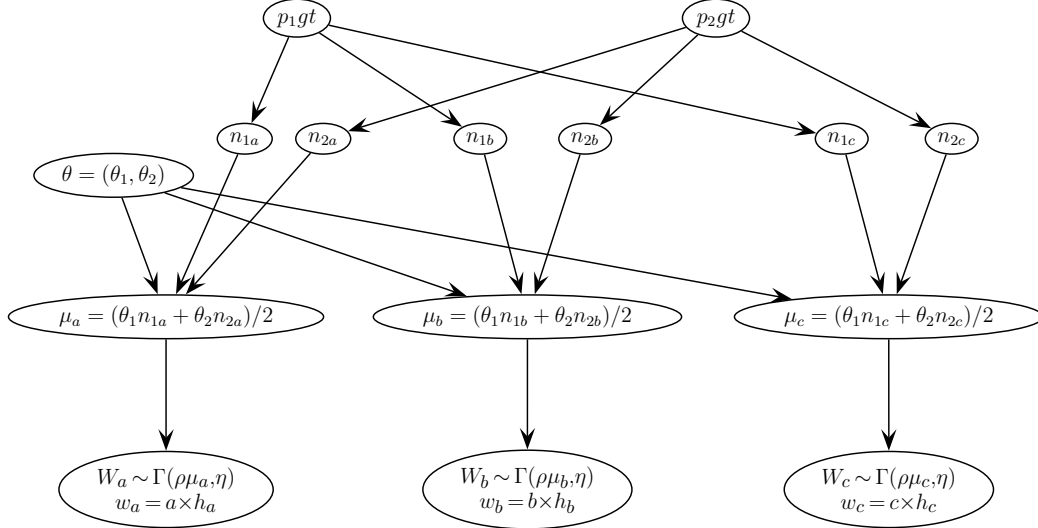 p₁gt
p₂gt
n₁ₐ
n₂ₐ
n₁b
n₂b
n₁c
n₂c
θ = (θ₁, θ₂)
μₐ = (θ₁n₁ₐ + θ₂n₂ₐ)/2
μb = (θ₁n₁b + θ₂n₂b)/2
μc = (θ₁n₁c + θ₂n₂c)/2
Wₐ ∼ Γ(ρμₐ,η)
wₐ = a×hₐ
Wb ∼ Γ(ρμb,η)
wb = b×hb
Wc ∼ Γ(ρμc,η)
wc = c×hc